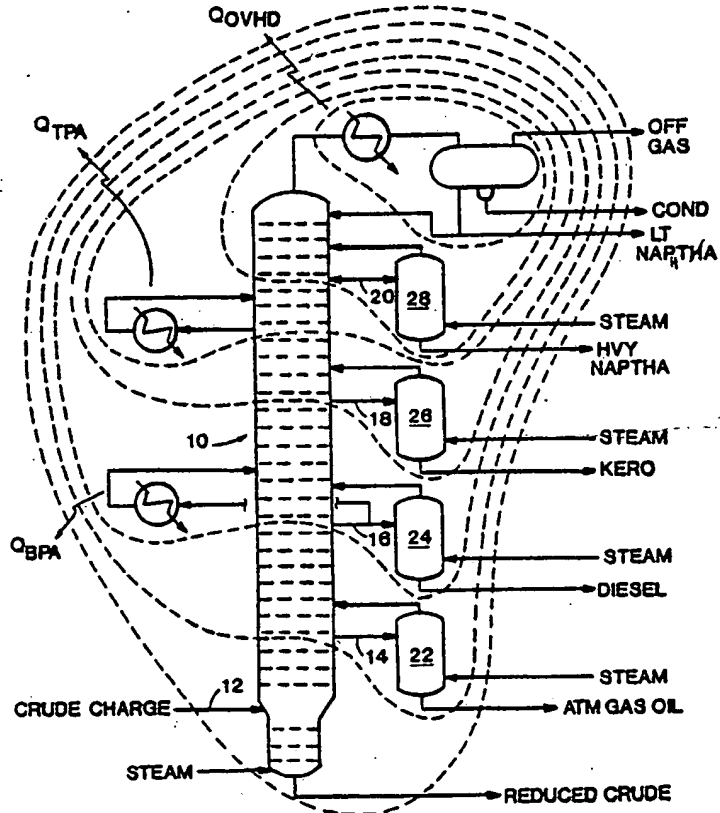 QOVHD
QTPA
OFF
GAS
COND
LT
NAPTHA
H
20
28
STEAM
HVY
NAPTHA
10
18
26
STEAM
KERO
QBPA
16
24
STEAM
DIESEL
14
22
STEAM
12
CRUDE CHARGE
ATM GAS OIL
STEAM
REDUCED CRUDE